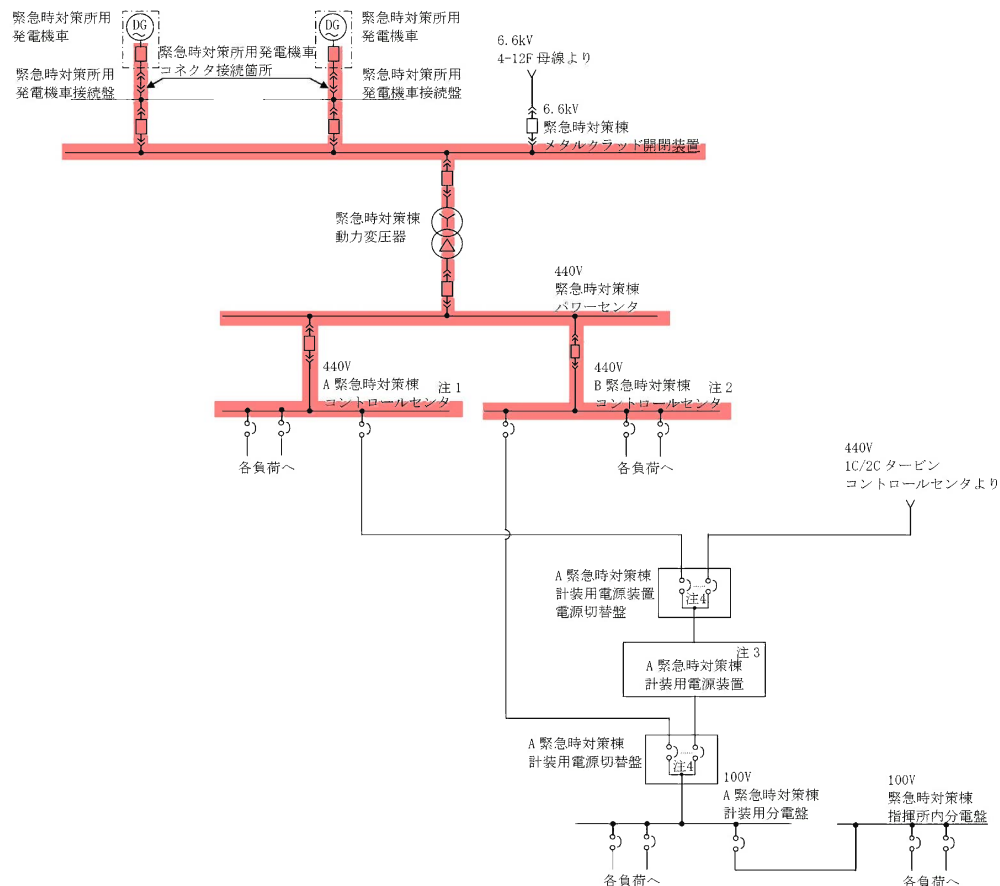 緊急時対策所用
発電機車
DG
DG
緊急時対策所用
発電機車
緊急時対策所用発電機車
コネクタ接続箇所
緊急時対策所用
発電機車接続盤
緊急時対策所用
発電機車接続盤
6.6kV
4-12F 母線より
6.6kV
緊急時対策棟
メタルクラッド開閉装置
緊急時対策棟
動力変圧器
440V
緊急時対策棟
パワーセンタ
440V
A 緊急時対策棟
コントロールセンタ
注1
440V
B 緊急時対策棟
コントロールセンタ
注2
各負荷へ
各負荷へ
440V
1C/2C タービン
コントロールセンタより
A 緊急時対策棟
計装用電源装置
電源切替盤
注4
注3
A 緊急時対策棟
計装用電源装置
A 緊急時対策棟
計装用電源切替盤
注4
100V
A 緊急時対策棟
計装用分電盤
100V
緊急時対策棟
指揮所内分電盤
各負荷へ
各負荷へ